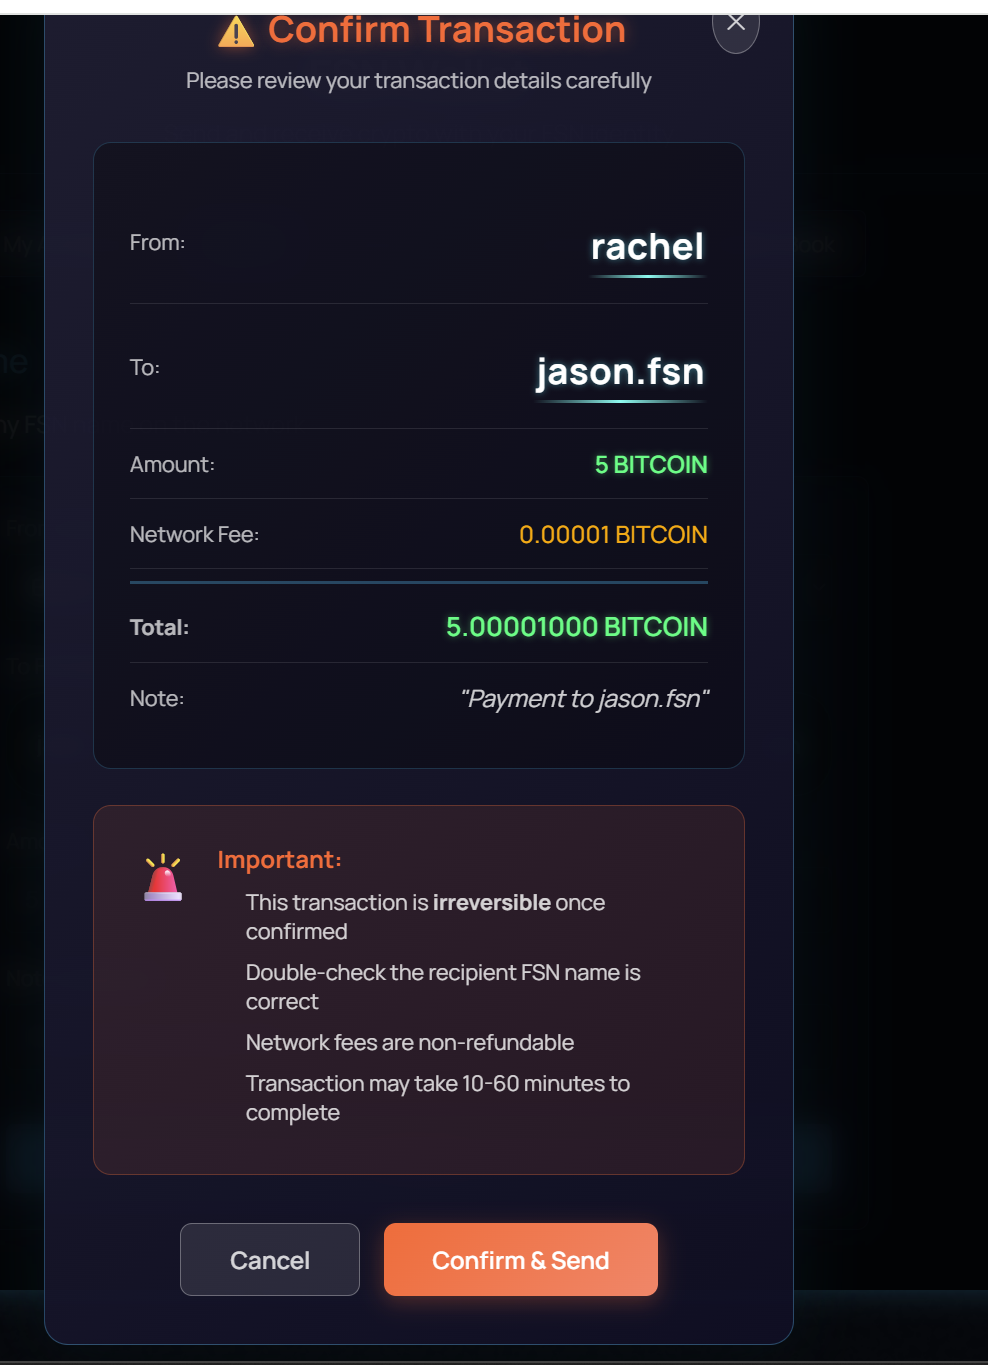 Confirm Transaction
Please review your transaction details carefully
From:
rachel
To:
jason.fsn
Amount:
5 BITCOIN
Network Fee:
0.00001 BITCOIN
Total:
5.00001000 BITCOIN
Note:
"Payment to jason.fsn"
Important:
This transaction is irreversible once
confirmed
Double-check the recipient FSN name is
correct
Network fees are non-refundable
Transaction may take 10-60 minutes to
complete
Cancel
Confirm & Send